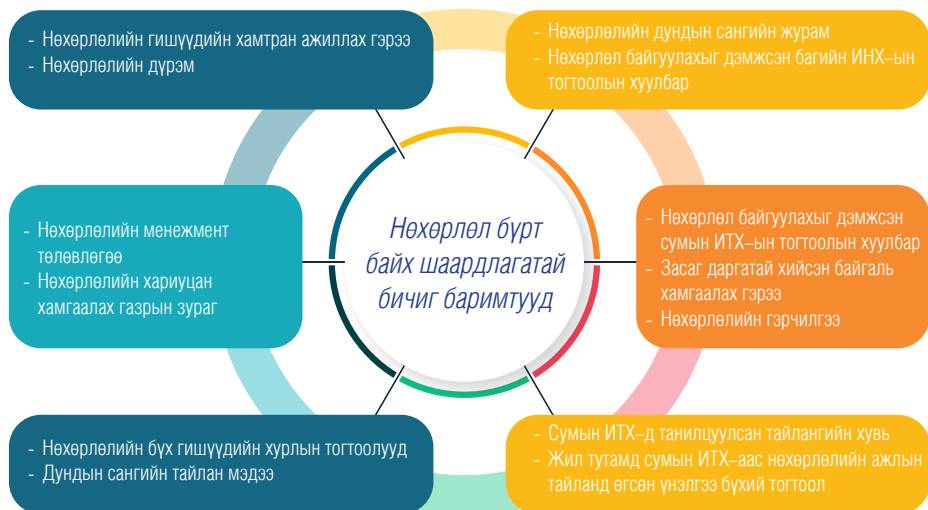 - Нөхөрлөлийн гишүүдийн хамтран ажиллах гэрээ
- Нөхөрлөлийн дүрэм
- Нөхөрлөлийн дундын сангийн журам
- Нөхөрлөл байгуулахыг дэмжсэн багийн ИНХ–ын
тогтоолын хуулбар
- Нөхөрлөлийн менежмент
төлөвлөгөө
- Нөхөрлөлийн хариуцан
хамгаалах газрын зураг
Нөхөрлөл бүрт
байх шаардлагатай
бичиг баримтууд
- Нөхөрлөл байгуулахыг дэмжсэн
сумын ИТХ–ын тогтоолын хуулбар
- Засаг даргатай хийсэн байгаль
хамгаалах гэрээ
- Нөхөрлөлийн гэрчилгээ
- Нөхөрлөлийн бүх гишүүдийн хурлын тогтоолууд
- Дундын сангийн тайлан мэдээ
- Сумын ИТХ–д танилцуулсан тайлангийн хувь
- Жил тутамд сумын ИТХ–аас нөхөрлөлийн ажлын
тайланд өгсөн үнэлгээ бүхий тогтоол